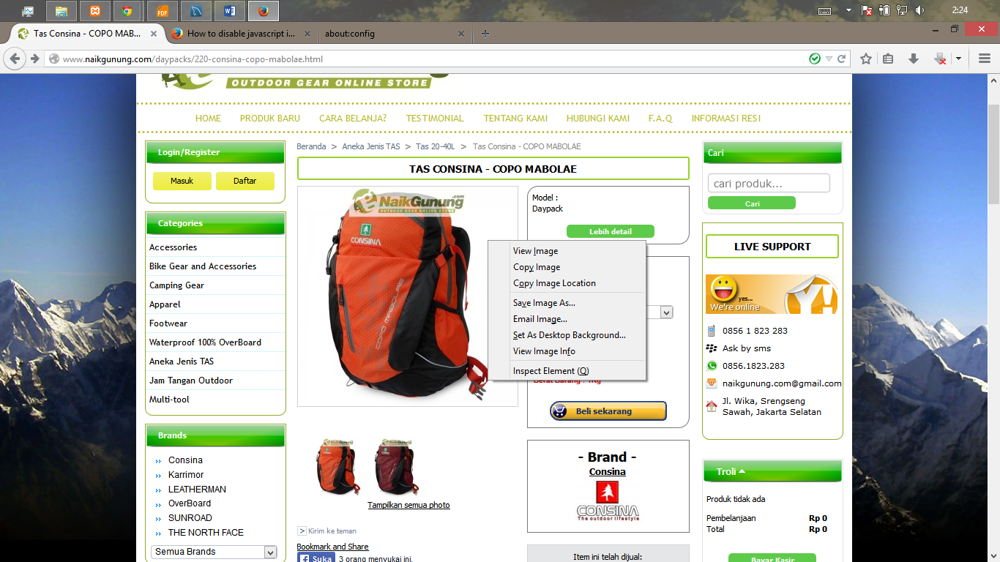 2:24
Tas Consina - COPO MAB...
How to disable javascript i...
about:config
www.naikgunung.com/daypacks/220-consina-copo-mabolae.html
OUTDOOR GEAR ONLINE STORE
HOME
PRODUK BARU
CARA BELANJA?
TESTIMONIAL
TENTANG KAMI
HUBUNGI KAMI
F.A.Q
INFORMASI RESI
Login/Register
Masuk
Daftar
Categories
Accessories
Bike Gear and Accessories
Camping Gear
Apparel
Footwear
Waterproof 100% OverBoard
Aneka Jenis TAS
Jam Tangan Outdoor
Multi-tool
Brands
Consina
Karrimor
LEATHERMAN
OverBoard
SUNROAD
THE NORTH FACE
Semua Brands
Beranda > Aneka Jenis TAS > Tas 20-40L > Tas Consina - COPO MABOLAE
TAS CONSINA - COPO MABOLAE
NaikGunung.com
OUTDOOR GEAR ONLINE STORE
CONSINA
COPO MABOLAE
NaikGunung
NaikGunung
Tampilkan semua photo
> Kirim ke teman
Bookmark and Share
Suka
3 orang menyukai ini.
Model :
Daypack
Lebih detail
View Image
Copy Image
Copy Image Location
Save Image As...
Email Image...
Set As Desktop Background...
View Image Info
Inspect Element (Q)
Berat Barang : 1Kg
Beli sekarang
- Brand -
Consina
CONSINA
The outdoor lifestyle
Item ini telah dijual:
Cari
cari produk...
Cari
LIVE SUPPORT
yes...
We're online
Y!
0856 1 823 283
Ask by sms
0856.1823.283
naikgunung.com@gmail.com
Jl. Wika, Srengseng
Sawah, Jakarta Selatan
Troli
Produk tidak ada
Pembelanjaan Rp 0
Total Rp 0
Bayar Kasir